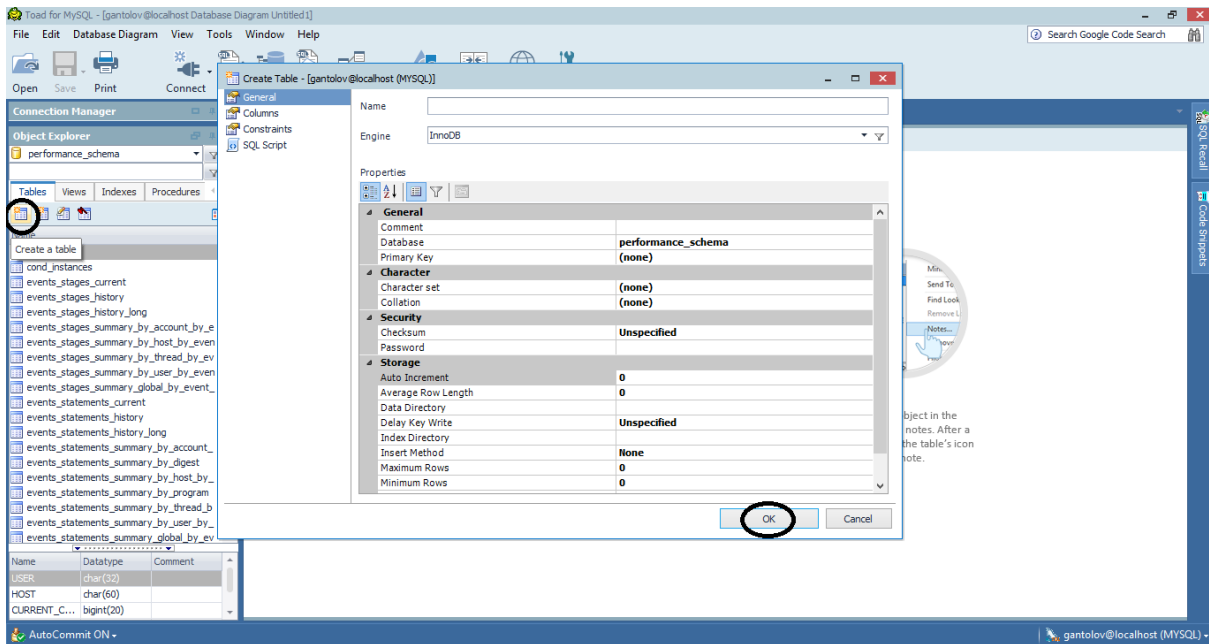 Toad for MySQL - [gantolov@localhost Database Diagram Untitled1]
File Edit Database Diagram View Tools Window Help
Search Google Code Search
Open Save Print Connect
Connection Manager
Object Explorer
performance_schema
Tables Views Indexes Procedures
Create a table
cond_instances
events_stages_current
events_stages_history
events_stages_history_long
events_stages_summary_by_account_by_e
events_stages_summary_by_host_by_even
events_stages_summary_by_thread_by_ev
events_stages_summary_by_user_by_even
events_stages_summary_global_by_event_
events_statements_current
events_statements_history
events_statements_history_long
events_statements_summary_by_account_
events_statements_summary_by_digest
events_statements_summary_by_host_by_
events_statements_summary_by_program
events_statements_summary_by_thread_b
events_statements_summary_by_user_by_
events_statements_summary_global_by_ev
Name Datatype Comment
USER char(32)
HOST char(60)
CURRENT_C... bigint(20)
Create Table - [gantolov@localhost (MYSQL)]
General
Columns
Constraints
SQL Script
Name
Engine InnoDB
Properties
General
Comment
Database performance_schema
Primary Key (none)
Character
Character set (none)
Collation (none)
Security
Checksum Unspecified
Password
Storage
Auto Increment 0
Average Row Length 0
Data Directory
Delay Key Write Unspecified
Index Directory
Insert Method None
Maximum Rows 0
Minimum Rows 0
OK Cancel
Send To
Find Look
Remove L
Notes...
bject in the
notes. After a
the table's icon
note.
SQL Recall
Code Snippets
AutoCommit ON
gantolov@localhost (MYSQL)